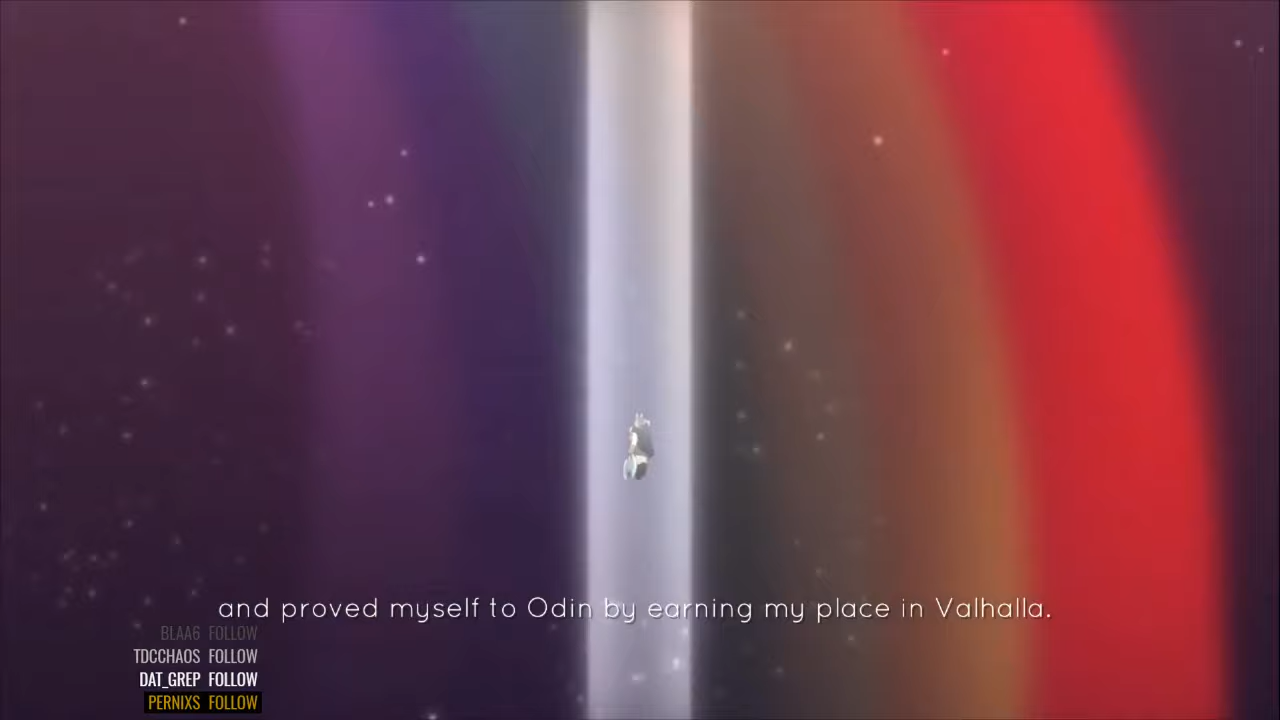 and proved myself to Odin by earning my place in Valhalla.
BLAA6 FOLLOW
TDCCHAOS FOLLOW
DAT_GREP FOLLOW
PERNIXS FOLLOW